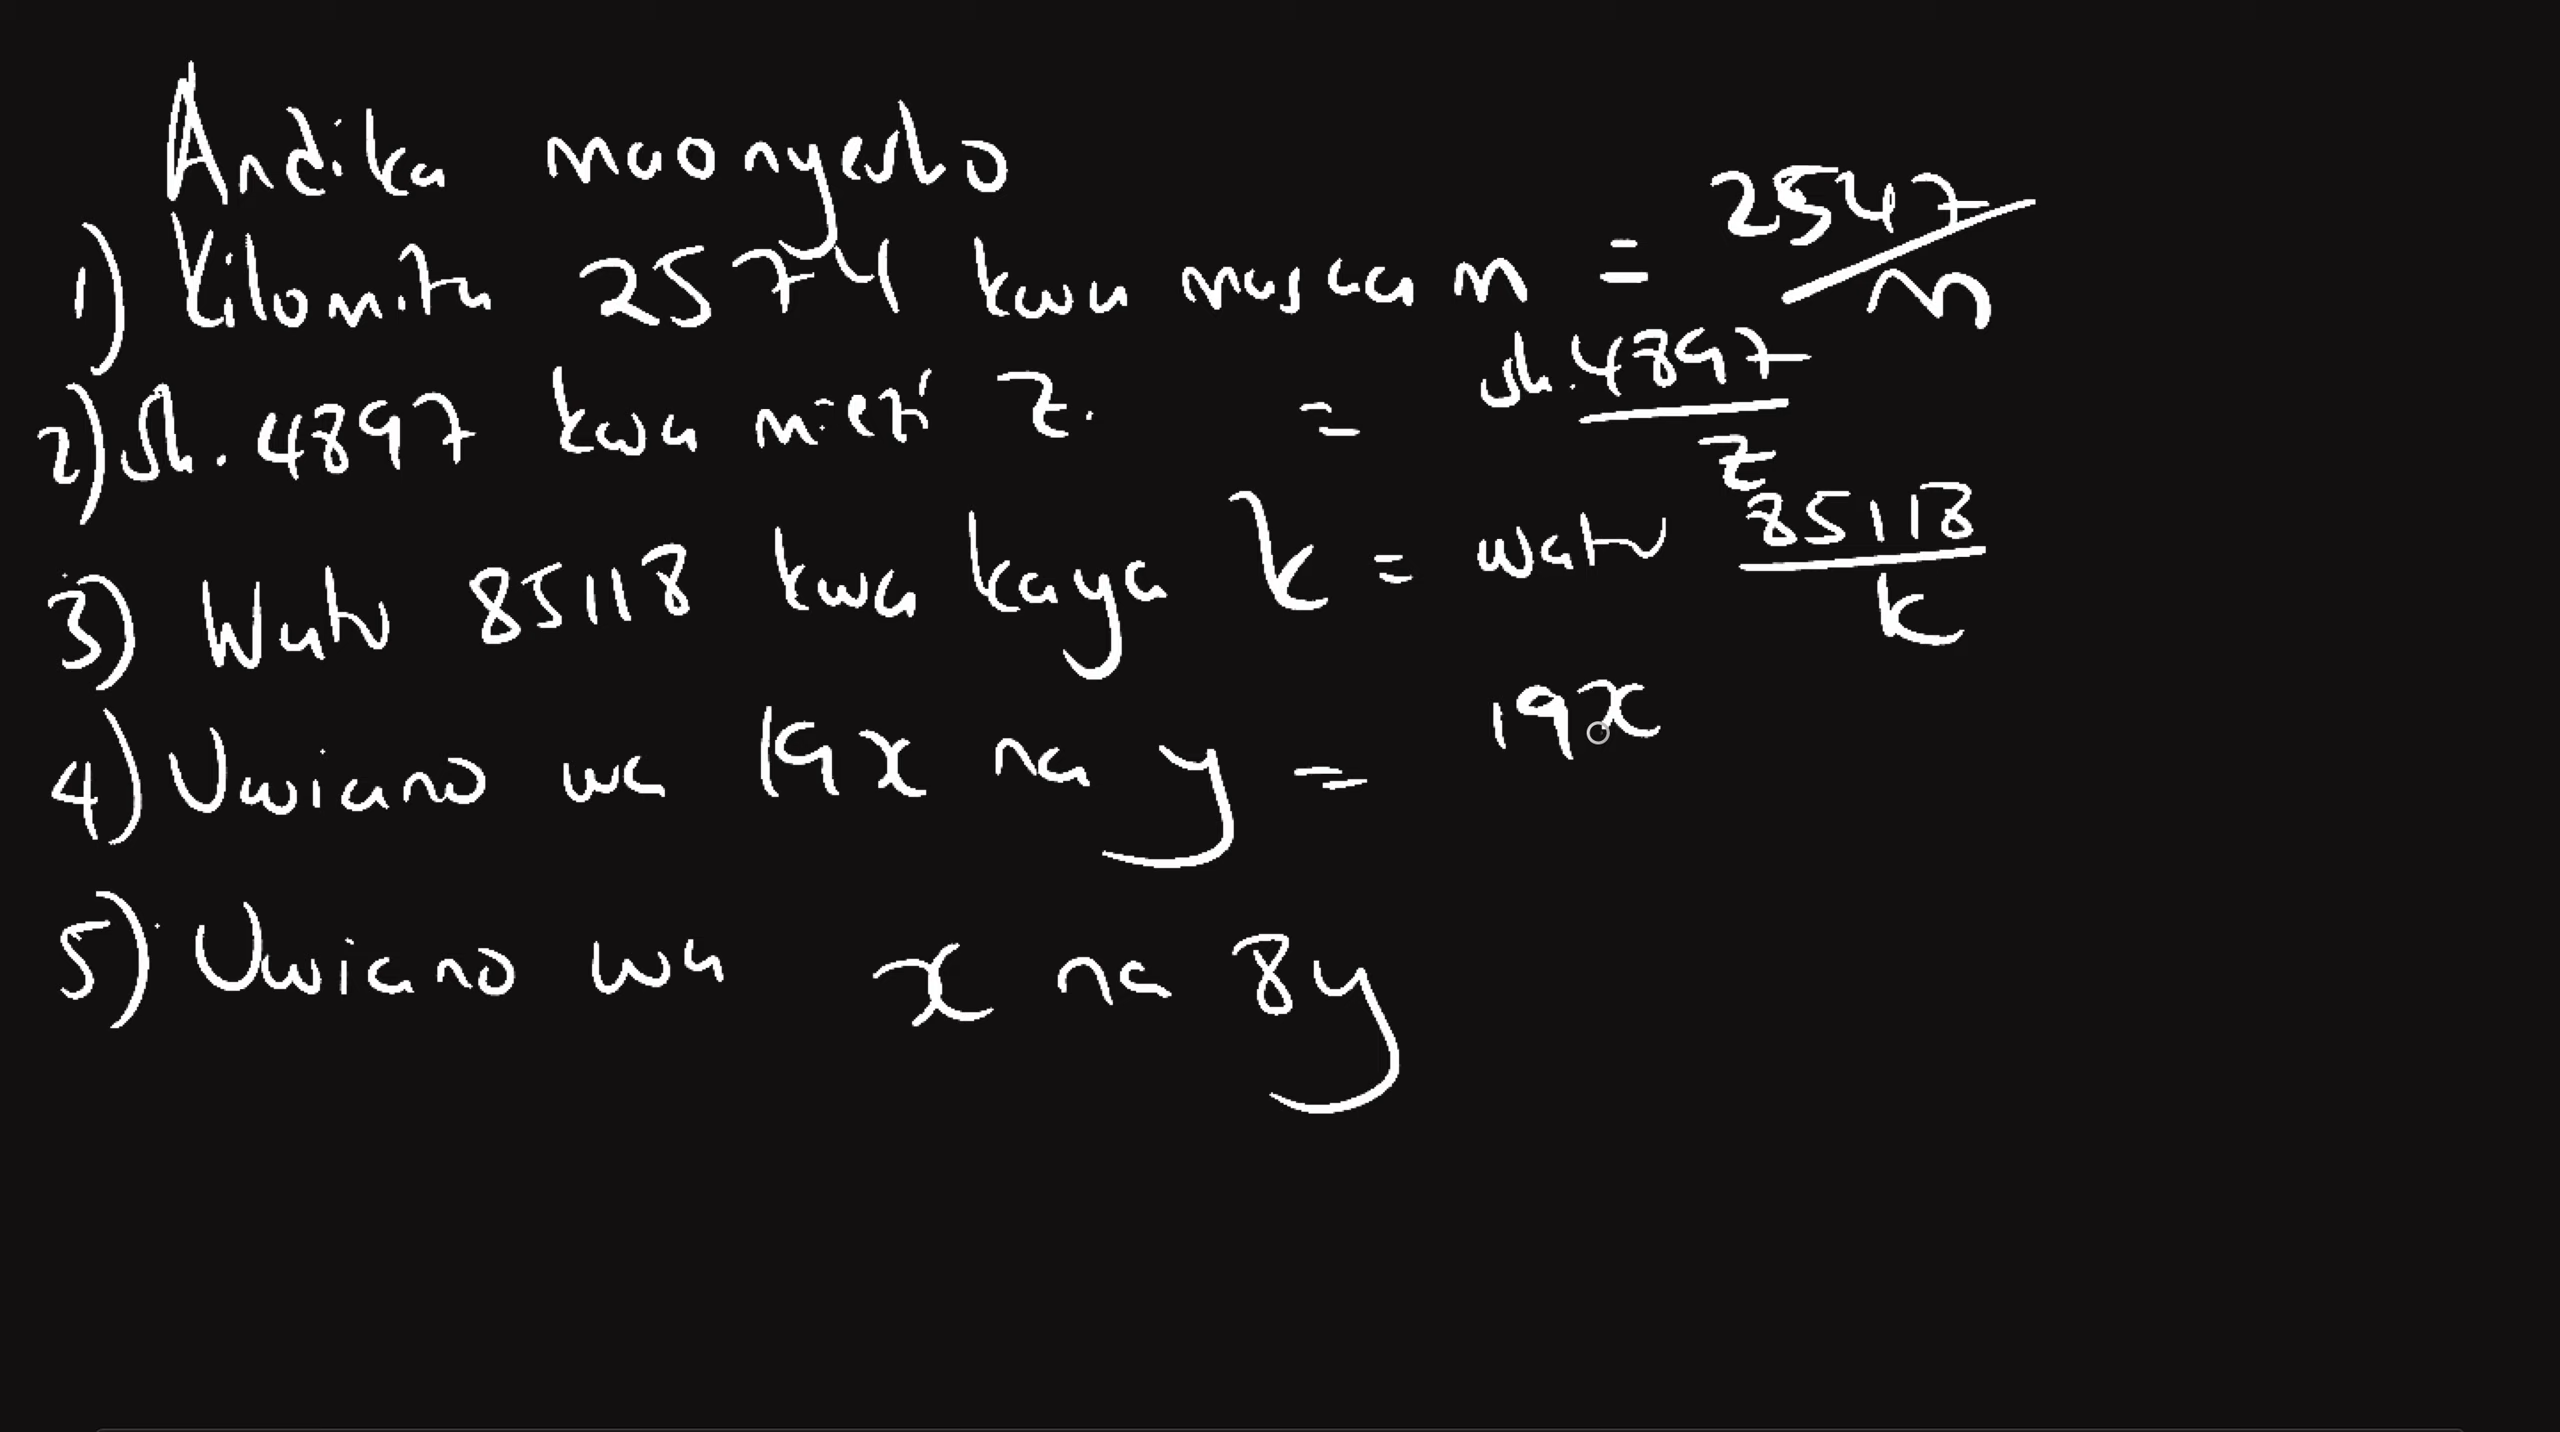 Andika maonyesho
1) Kilomita 2574 kwa masaa m = 2547/m
2) sh. 4897 kwa miezi z. = sh. 4897/z
3) Watu 85118 kwa kaya k = watu 85118/k
4) Uwiano wa 19x na y = 19x
5) Uwiano wa x na 8y